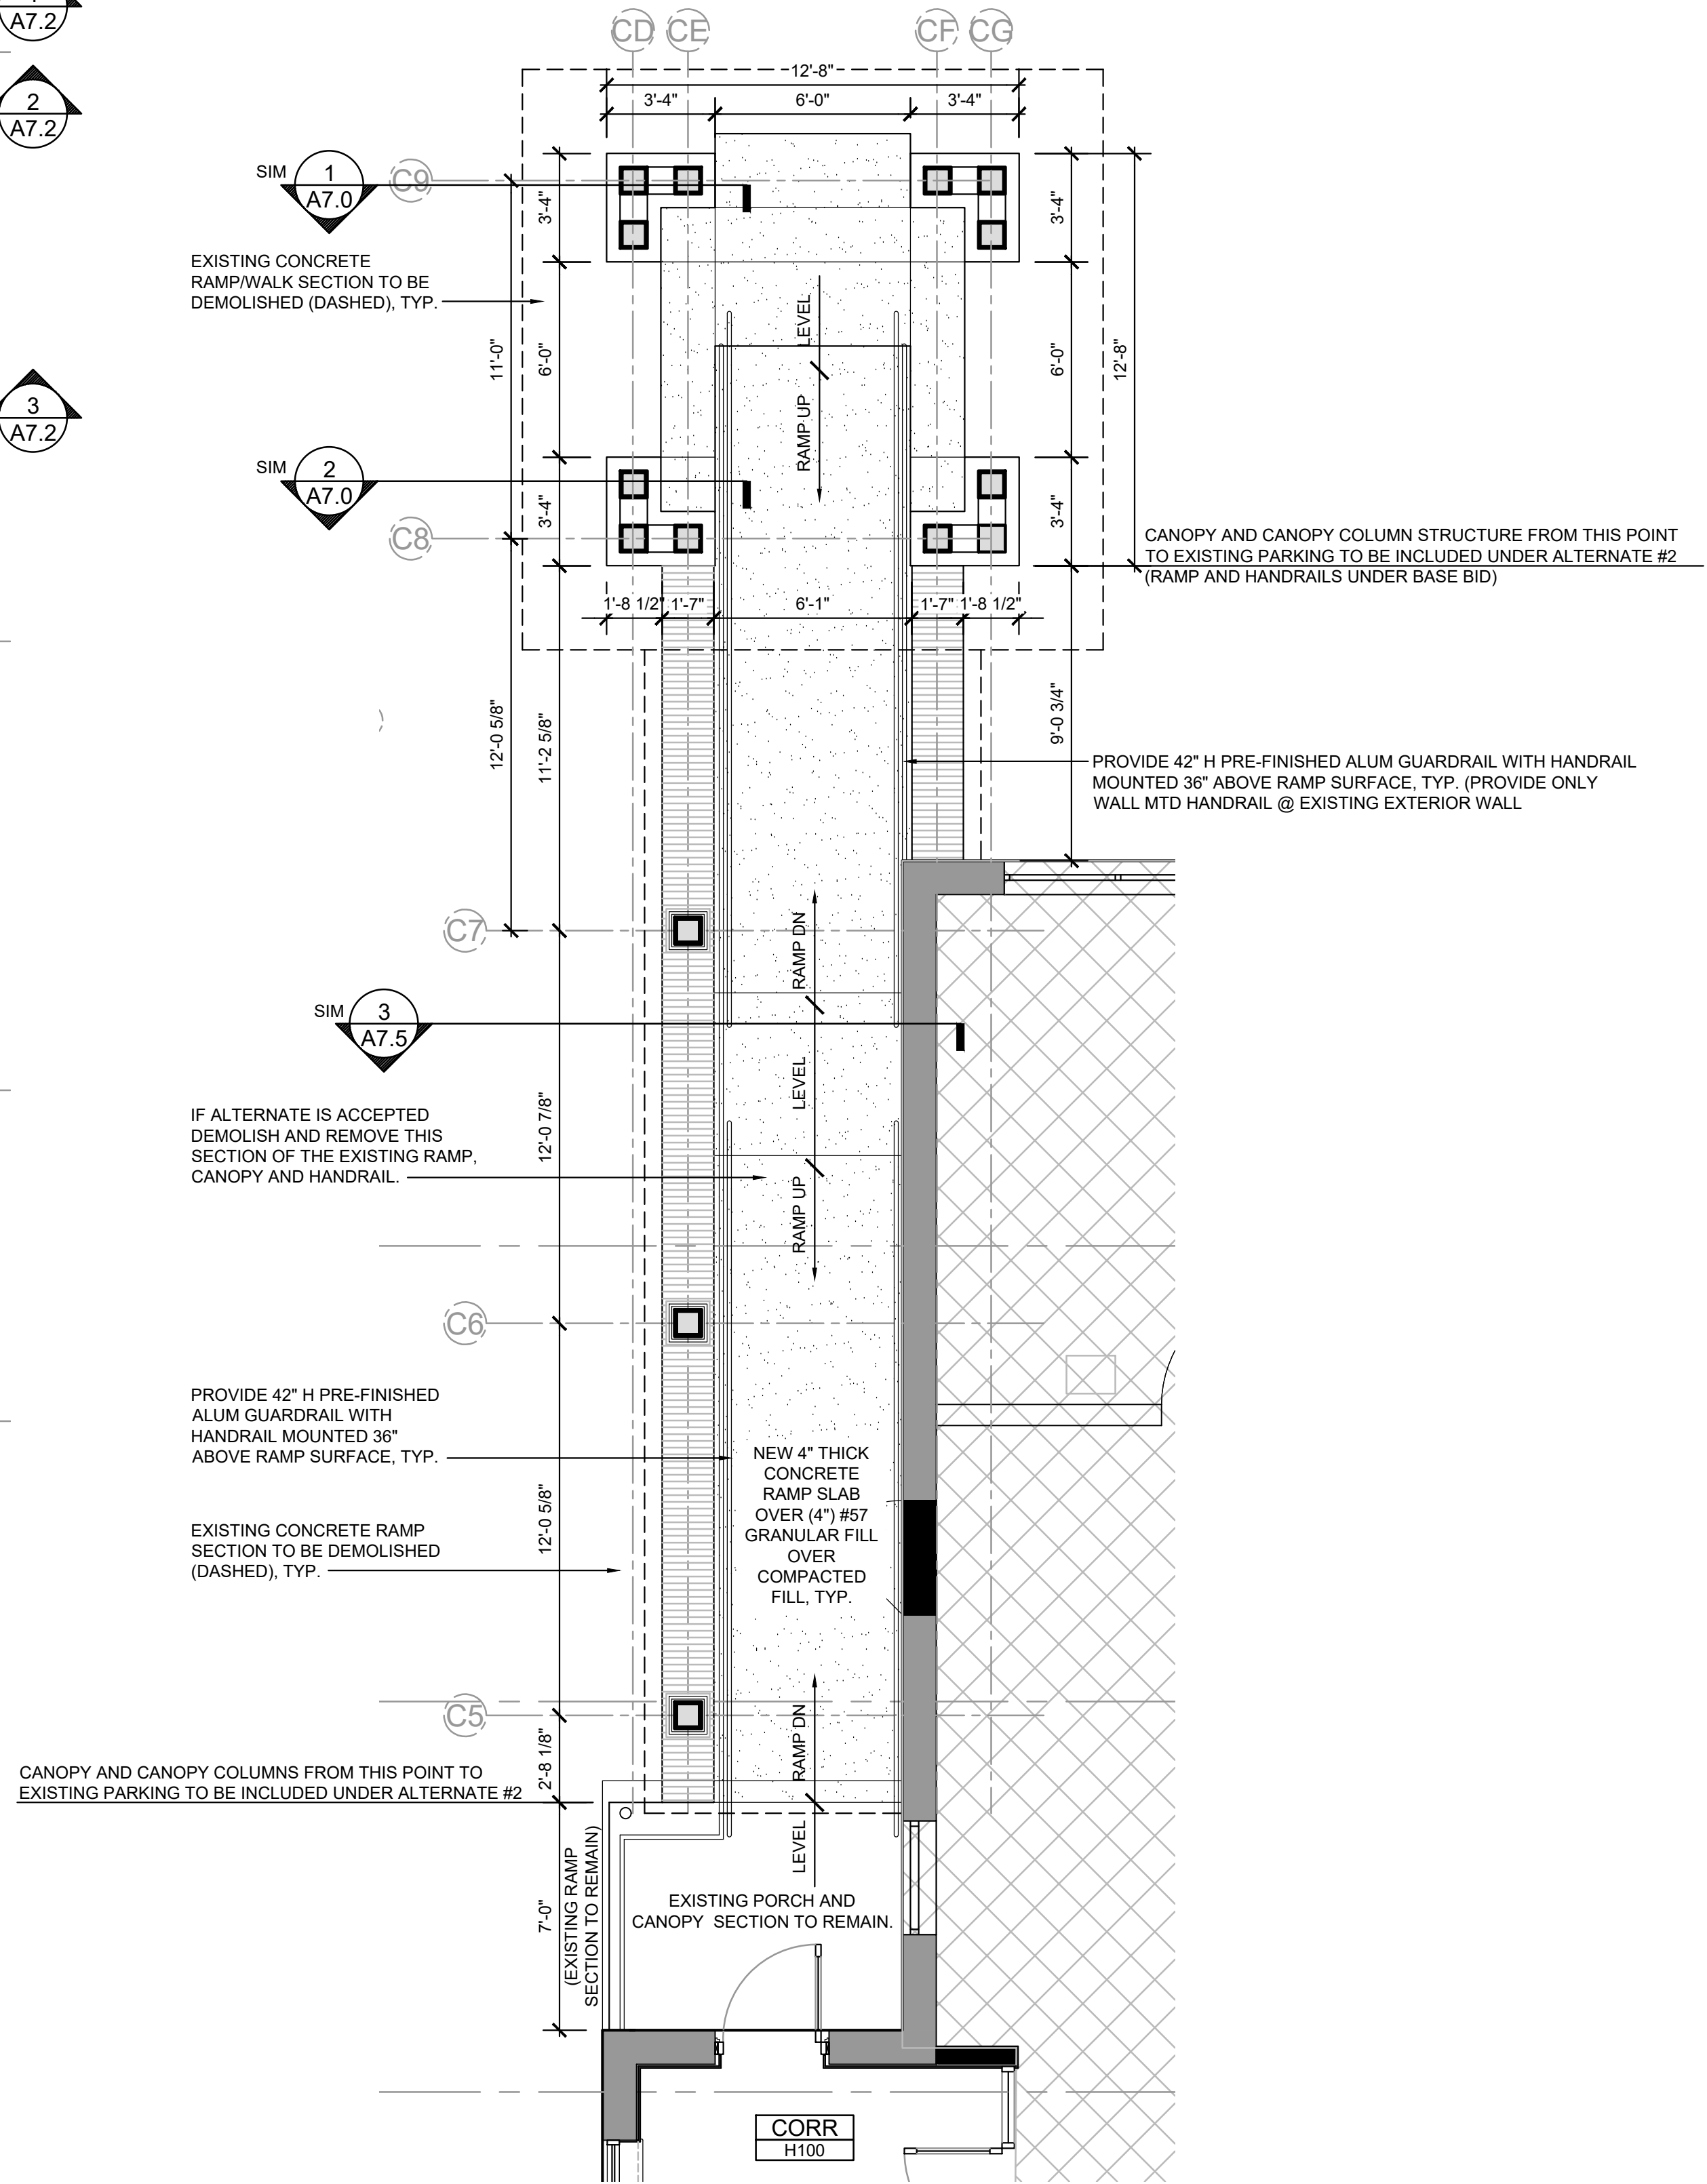 A7.2
2
A7.2
3
A7.2
CD
CE
CF
CG
12'-8"
3'-4"
6'-0"
3'-4"
SIM
1
A7.0
C9
EXISTING CONCRETE
RAMP/WALK SECTION TO BE
DEMOLISHED (DASHED), TYP.
3'-4"
11'-0"
6'-0"
3'-4"
LEVEL
RAMP UP
3'-4"
6'-0"
12'-8"
3'-4"
SIM
2
A7.0
C8
CANOPY AND CANOPY COLUMN STRUCTURE FROM THIS POINT
TO EXISTING PARKING TO BE INCLUDED UNDER ALTERNATE #2
(RAMP AND HANDRAILS UNDER BASE BID)
1'-8 1/2"
1'-7"
6'-1"
1'-7"
1'-8 1/2"
12'-0 5/8"
11'-2 5/8"
9'-0 3/4"
PROVIDE 42" H PRE-FINISHED ALUM GUARDRAIL WITH HANDRAIL
MOUNTED 36" ABOVE RAMP SURFACE, TYP. (PROVIDE ONLY
WALL MTD HANDRAIL @ EXISTING EXTERIOR WALL
C7
RAMP DN
SIM
3
A7.5
LEVEL
IF ALTERNATE IS ACCEPTED
DEMOLISH AND REMOVE THIS
SECTION OF THE EXISTING RAMP,
CANOPY AND HANDRAIL.
12'-0 7/8"
RAMP UP
C6
PROVIDE 42" H PRE-FINISHED
ALUM GUARDRAIL WITH
HANDRAIL MOUNTED 36"
ABOVE RAMP SURFACE, TYP.
NEW 4" THICK
CONCRETE
RAMP SLAB
OVER (4") #57
GRANULAR FILL
OVER
COMPACTED
FILL, TYP.
12'-0 5/8"
EXISTING CONCRETE RAMP
SECTION TO BE DEMOLISHED
(DASHED), TYP.
C5
RAMP DN
2'-8 1/8"
CANOPY AND CANOPY COLUMNS FROM THIS POINT TO
EXISTING PARKING TO BE INCLUDED UNDER ALTERNATE #2
LEVEL
7'-0"
(EXISTING RAMP
SECTION TO REMAIN)
EXISTING PORCH AND
CANOPY SECTION TO REMAIN.
CORR
H100